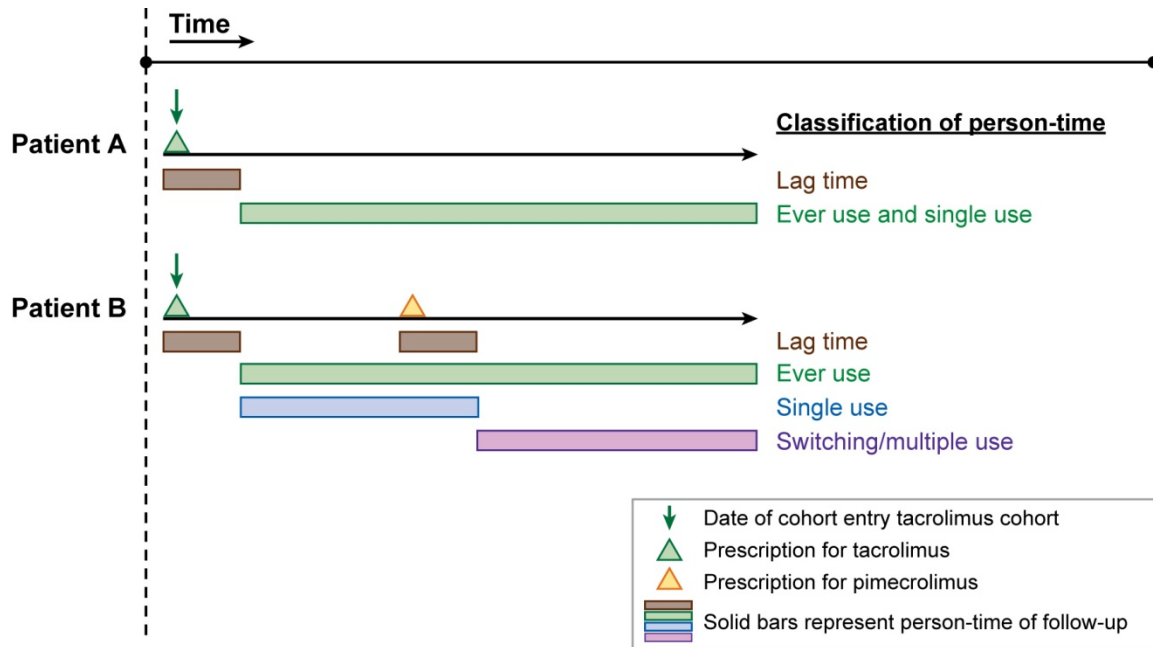 Time
Patient A
Classification of person-time
Lag time
Ever use and single use
Patient B
Lag time
Ever use
Single use
Switching/multiple use
Date of cohort entry tacrolimus cohort
Prescription for tacrolimus
Prescription for pimecrolimus
Solid bars represent person-time of follow-up